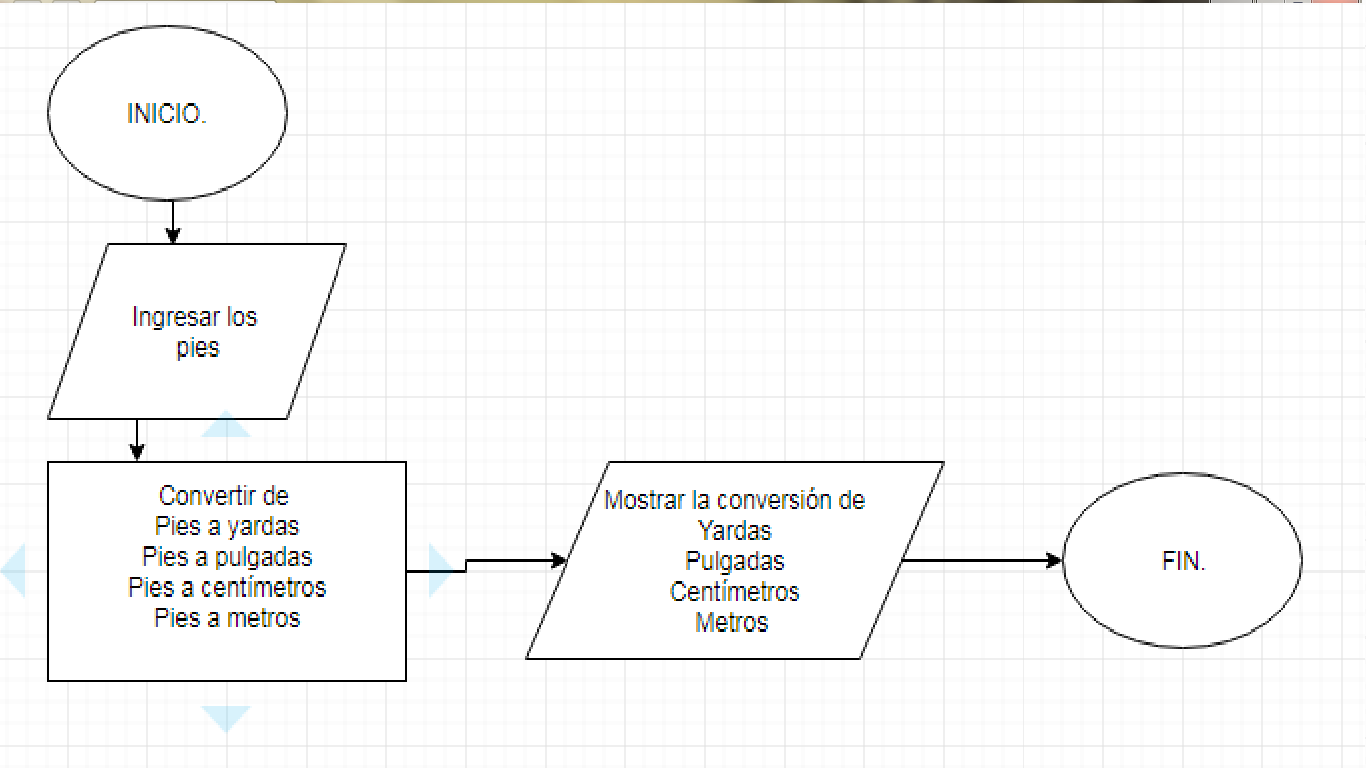 INICIO.
Ingresar los
pies
Convertir de
Pies a yardas
Pies a pulgadas
Pies a centímetros
Pies a metros
Mostrar la conversión de
Yardas
Pulgadas
Centímetros
Metros
FIN.